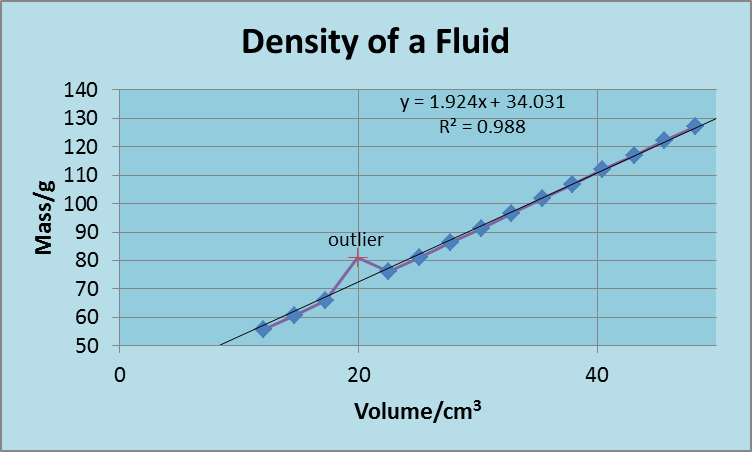 Density of a Fluid
y = 1.924x + 34.031
R² = 0.988
outlier
Mass/g
140
130
120
110
100
90
80
70
60
50
0
20
40
Volume/cm³